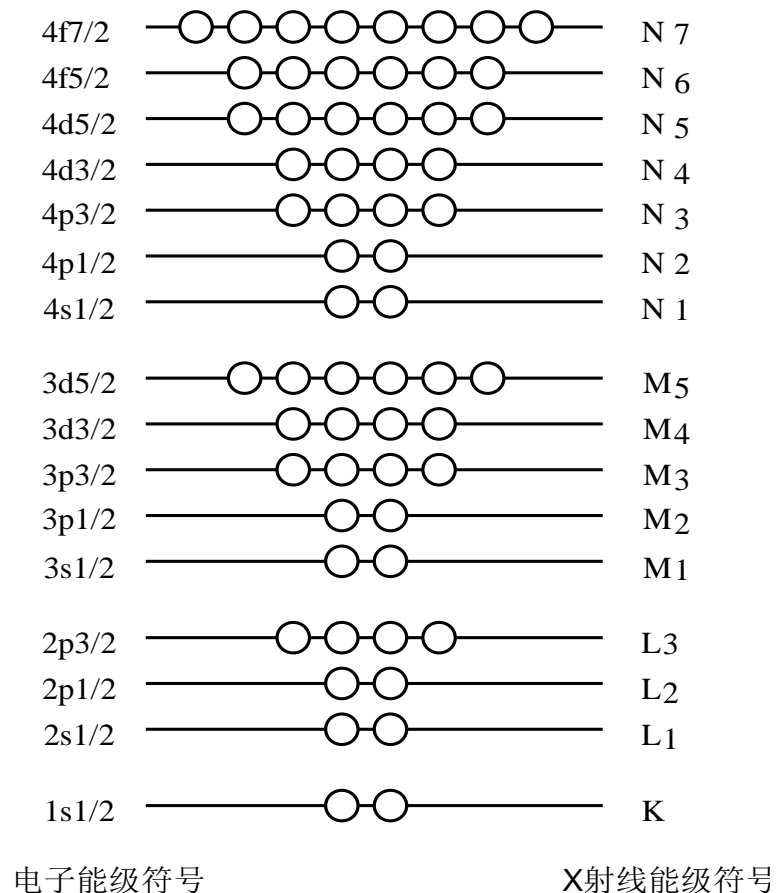 4f7/2 N 7
4f5/2 N 6
4d5/2 N 5
4d3/2 N 4
4p3/2 N 3
4p1/2 N 2
4s1/2 N 1
3d5/2 M5
3d3/2 M4
3p3/2 M3
3p1/2 M2
3s1/2 M1
2p3/2 L3
2p1/2 L2
2s1/2 L1
1s1/2 K
电子能级符号 X射线能级符号